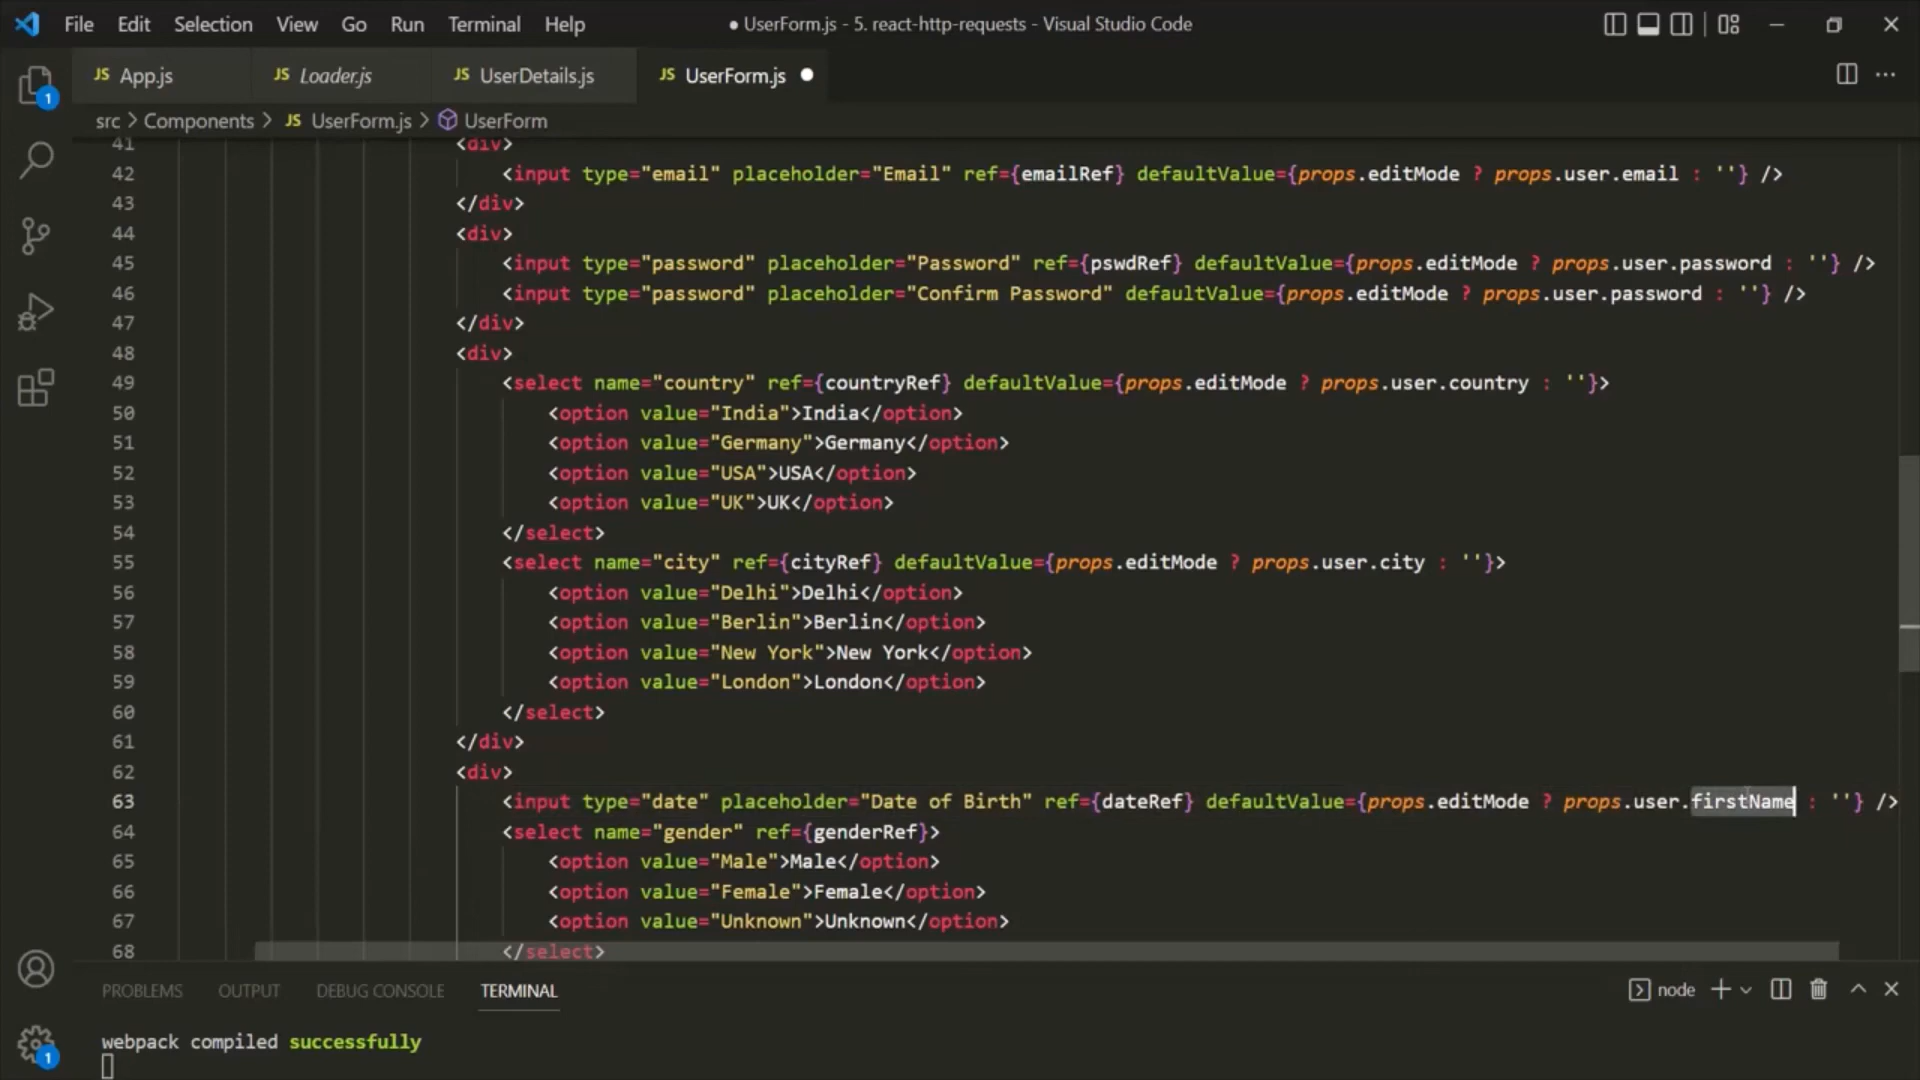 File Edit Selection View Go Run Terminal Help ● UserForm.js - 5. react-http-requests - Visual Studio Code
JS App.js JS Loader.js JS UserDetails.js JS UserForm.js ●
1
src > Components > JS UserForm.js > UserForm
41 <div>
42 <input type="email" placeholder="Email" ref={emailRef} defaultValue={props.editMode ? props.user.email : ''} />
43 </div>
44 <div>
45 <input type="password" placeholder="Password" ref={pswdRef} defaultValue={props.editMode ? props.user.password : ''} />
46 <input type="password" placeholder="Confirm Password" defaultValue={props.editMode ? props.user.password : ''} />
47 </div>
48 <div>
49 <select name="country" ref={countryRef} defaultValue={props.editMode ? props.user.country : ''}>
50 <option value="India">India</option>
51 <option value="Germany">Germany</option>
52 <option value="USA">USA</option>
53 <option value="UK">UK</option>
54 </select>
55 <select name="city" ref={cityRef} defaultValue={props.editMode ? props.user.city : ''}>
56 <option value="Delhi">Delhi</option>
57 <option value="Berlin">Berlin</option>
58 <option value="New York">New York</option>
59 <option value="London">London</option>
60 </select>
61 </div>
62 <div>
63 <input type="date" placeholder="Date of Birth" ref={dateRef} defaultValue={props.editMode ? props.user.firstName : ''} />
64 <select name="gender" ref={genderRef}>
65 <option value="Male">Male</option>
66 <option value="Female">Female</option>
67 <option value="Unknown">Unknown</option>
68 </select>
PROBLEMS OUTPUT DEBUG CONSOLE TERMINAL node
webpack compiled successfully
1